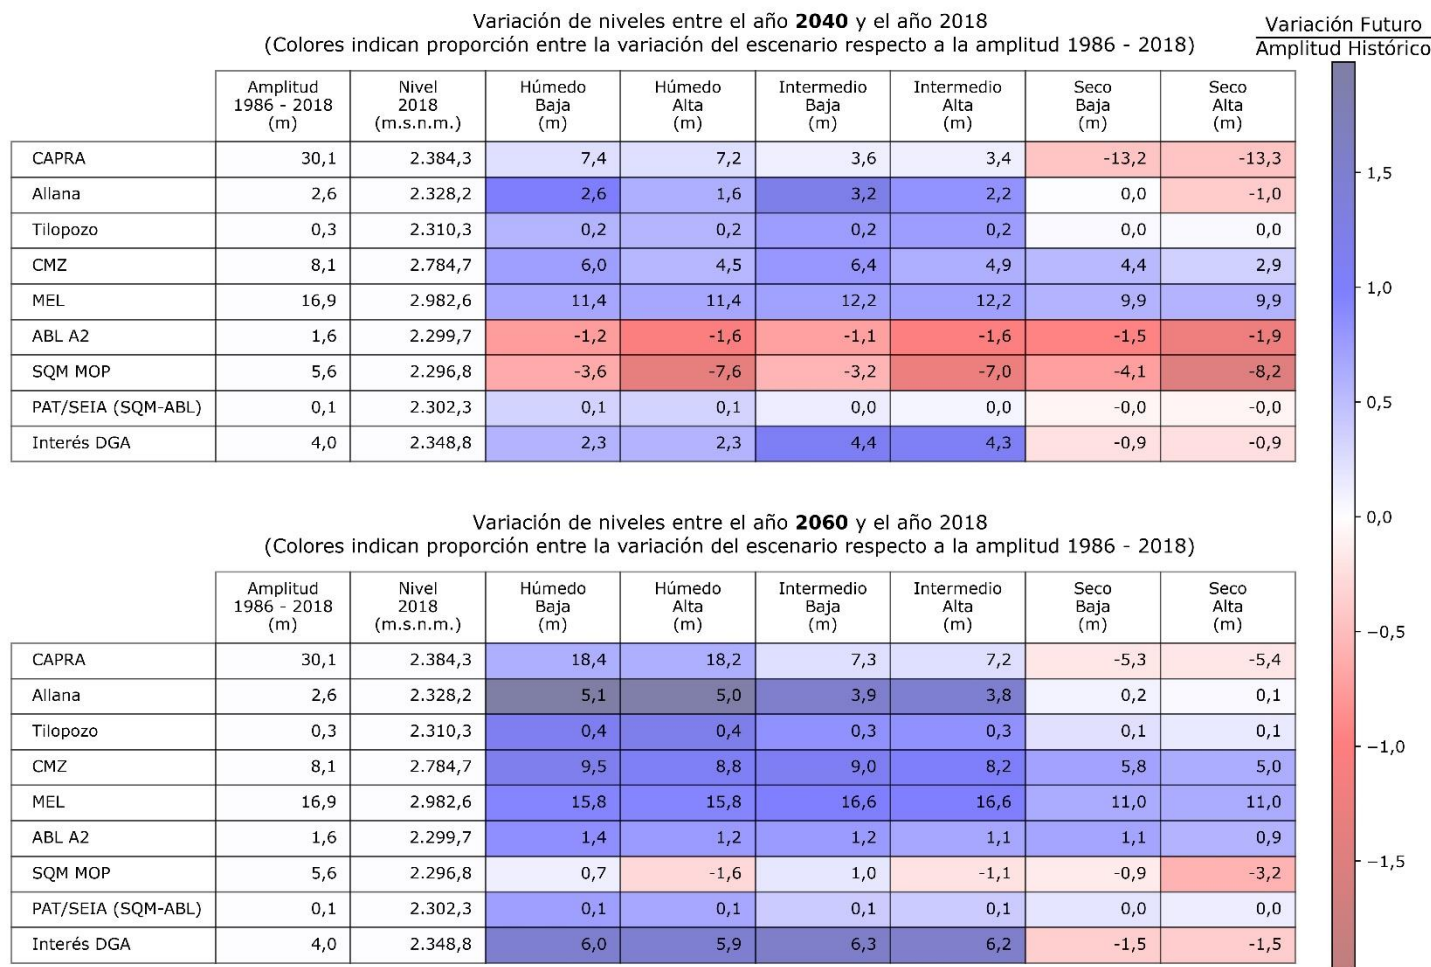 Variación de niveles entre el año 2040 y el año 2018
(Colores indican proporción entre la variación del escenario respecto a la amplitud 1986 - 2018)
Variación Futuro
Amplitud Histórico
Amplitud 1986 - 2018 (m) Nivel 2018 (m.s.n.m.) Húmedo Baja (m) Húmedo Alta (m) Intermedio Baja (m) Intermedio Alta (m) Seco Baja (m) Seco Alta (m)
CAPRA 30,1 2.384,3 7,4 7,2 3,6 3,4 -13,2 -13,3
Allana 2,6 2.328,2 2,6 1,6 3,2 2,2 0,0 -1,0
Tilopozo 0,3 2.310,3 0,2 0,2 0,2 0,2 0,0 0,0
CMZ 8,1 2.784,7 6,0 4,5 6,4 4,9 4,4 2,9
MEL 16,9 2.982,6 11,4 11,4 12,2 12,2 9,9 9,9
ABL A2 1,6 2.299,7 -1,2 -1,6 -1,1 -1,6 -1,5 -1,9
SQM MOP 5,6 2.296,8 -3,6 -7,6 -3,2 -7,0 -4,1 -8,2
PAT/SEIA (SQM-ABL) 0,1 2.302,3 0,1 0,1 0,0 0,0 -0,0 -0,0
Interés DGA 4,0 2.348,8 2,3 2,3 4,4 4,3 -0,9 -0,9
Variación de niveles entre el año 2060 y el año 2018
(Colores indican proporción entre la variación del escenario respecto a la amplitud 1986 - 2018)
Amplitud 1986 - 2018 (m) Nivel 2018 (m.s.n.m.) Húmedo Baja (m) Húmedo Alta (m) Intermedio Baja (m) Intermedio Alta (m) Seco Baja (m) Seco Alta (m)
CAPRA 30,1 2.384,3 18,4 18,2 7,3 7,2 -5,3 -5,4
Allana 2,6 2.328,2 5,1 5,0 3,9 3,8 0,2 0,1
Tilopozo 0,3 2.310,3 0,4 0,4 0,3 0,3 0,1 0,1
CMZ 8,1 2.784,7 9,5 8,8 9,0 8,2 5,8 5,0
MEL 16,9 2.982,6 15,8 15,8 16,6 16,6 11,0 11,0
ABL A2 1,6 2.299,7 1,4 1,2 1,2 1,1 1,1 0,9
SQM MOP 5,6 2.296,8 0,7 -1,6 1,0 -1,1 -0,9 -3,2
PAT/SEIA (SQM-ABL) 0,1 2.302,3 0,1 0,1 0,1 0,1 0,0 0,0
Interés DGA 4,0 2.348,8 6,0 5,9 6,3 6,2 -1,5 -1,5
1,5
1,0
0,5
0,0
−0,5
−1,0
−1,5